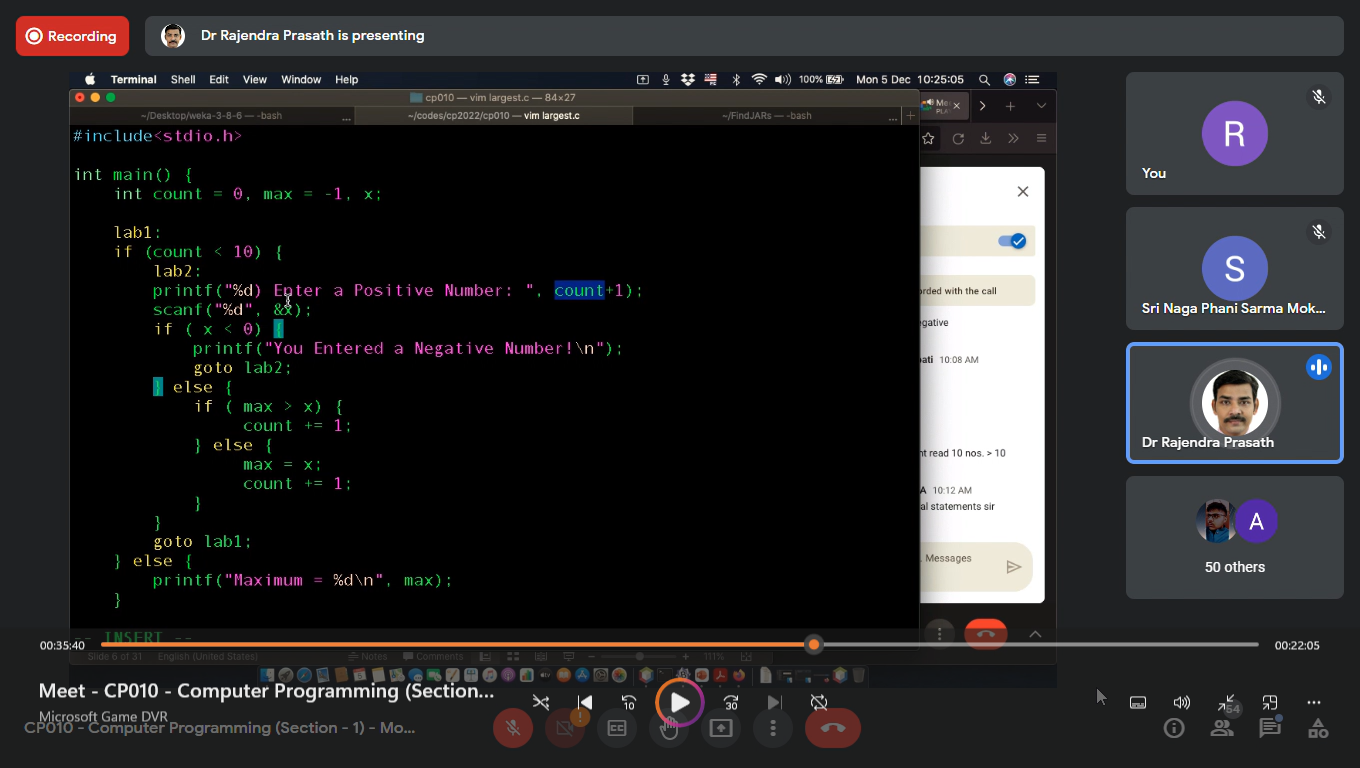 Recording
Dr Rajendra Prasath is presenting
Terminal Shell Edit View Window Help
100% Mon 5 Dec 10:25:05
cp010 — vim largest.c — 84×27
~/Desktop/weka-3-8-6 — -bash ... ~/codes/cp2022/cp010 — vim largest.c ~/FindJARs — -bash ... +
#include<stdio.h>
int main() {
int count = 0, max = -1, x;
lab1:
if (count < 10) {
lab2:
printf("%d) Enter a Positive Number: ", count+1);
scanf("%d", &x);
if ( x < 0) {
printf("You Entered a Negative Number!\n");
goto lab2;
} else {
if ( max > x) {
count += 1;
} else {
max = x;
count += 1;
}
}
goto lab1;
} else {
printf("Maximum = %d\n", max);
}
-- INSERT --
rded with the call
egative
ati 10:08 AM
nt read 10 nos. > 10
A 10:12 AM
al statements sir
Messages
R
You
S
Sri Naga Phani Sarma Mok...
Dr Rajendra Prasath
A
50 others
00:35:40
00:22:05
Slide 6 of 31 English (United States) Notes Comments 111%
Meet - CP010 - Computer Programming (Section...
Microsoft Game DVR
CP010 - Computer Programming (Section - 1) - Mo...
10
30
54